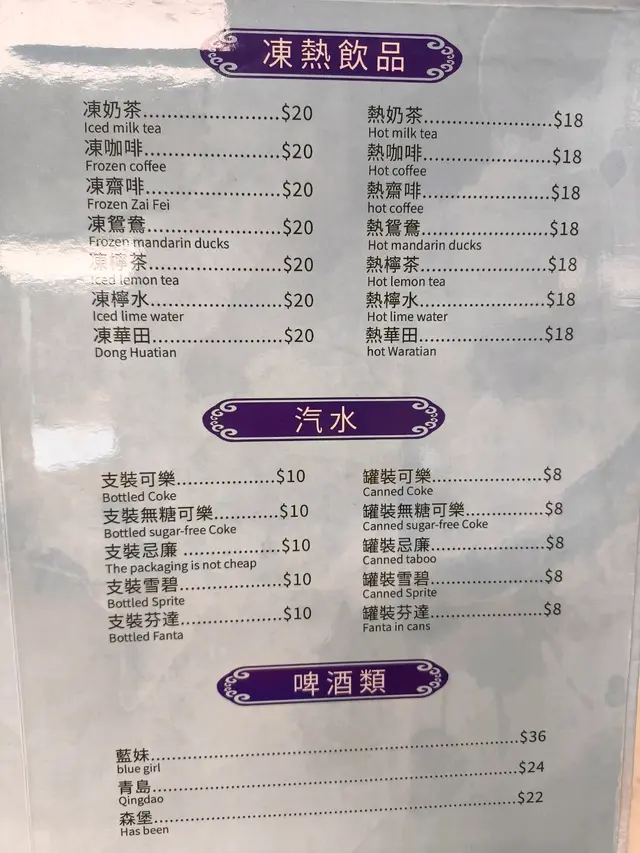 凍熱飲品
凍奶茶........................$20
Iced milk tea
凍咖啡........................$20
Frozen coffee
凍齋啡........................$20
Frozen Zai Fei
凍鴛鴦........................$20
Frozen mandarin ducks
凍檸茶........................$20
Iced lemon tea
凍檸水........................$20
Iced lime water
凍華田........................$20
Dong Huatian
熱奶茶........................$18
Hot milk tea
熱咖啡........................$18
Hot coffee
熱齋啡........................$18
hot coffee
熱鴛鴦........................$18
Hot mandarin ducks
熱檸茶........................$18
Hot lemon tea
熱檸水........................$18
Hot lime water
熱華田........................$18
hot Waratian
汽水
支裝可樂....................$10
Bottled Coke
支裝無糖可樂............$10
Bottled sugar-free Coke
支裝忌廉 ....................$10
The packaging is not cheap
支裝雪碧....................$10
Bottled Sprite
支裝芬達....................$10
Bottled Fanta
罐裝可樂....................$8
Canned Coke
罐裝無糖可樂..............$8
Canned sugar-free Coke
罐裝忌廉....................$8
Canned taboo
罐裝雪碧....................$8
Canned Sprite
罐裝芬達....................$8
Fanta in cans
啤酒類
藍妹................................................................$36
blue girl
青島................................................................$24
Qingdao
森堡................................................................$22
Has been